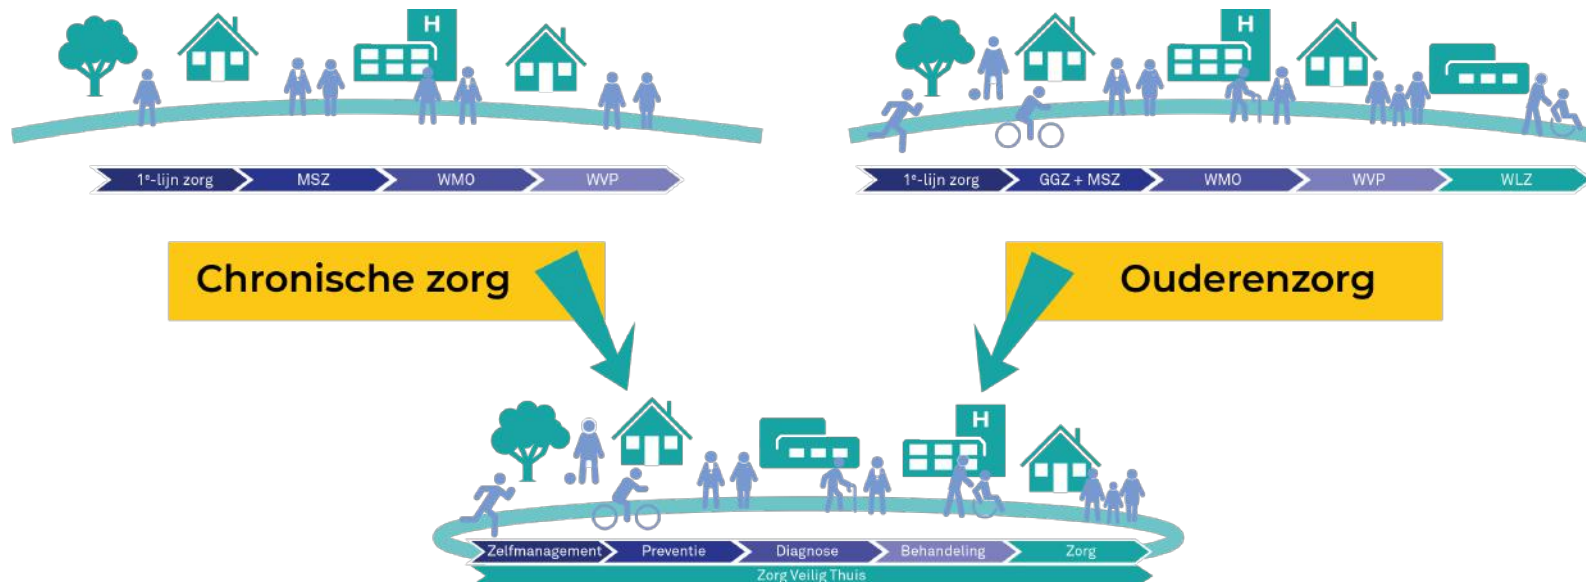 H
H
1e-lijn zorg MSZ WMO WVP
1e-lijn zorg GGZ + MSZ WMO WVP WLZ
Chronische zorg
Ouderenzorg
H
Zelfmanagement Preventie Diagnose Behandeling Zorg
Zorg Veilig Thuis